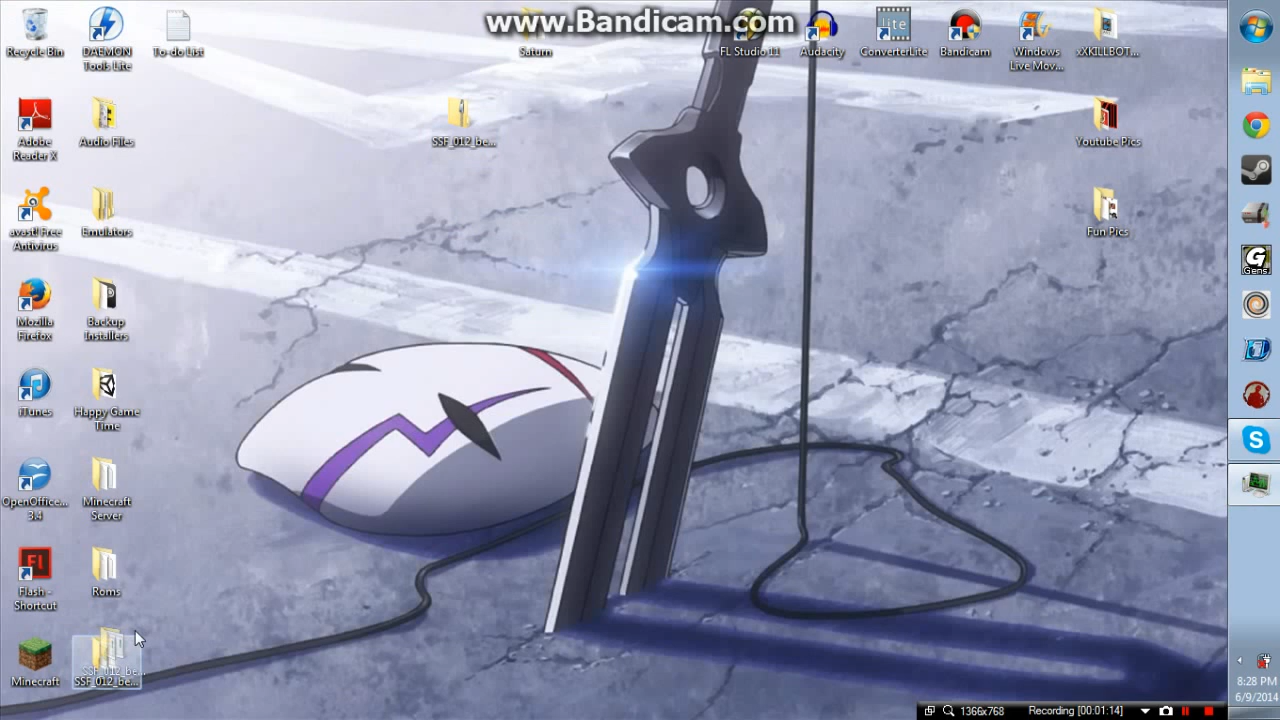 www.Bandicam.com
Recycle Bin
DAEMON
Tools Lite
To-do List
Saturn
FL Studio 11
Audacity
lite
ConverterLite
Bandicam
Windows
Live Mov...
xXKILLBOT...
Adobe
Reader X
Audio Files
SSF_012_be...
Youtube Pics
avast! Free
Antivirus
Emulators
Fun Pics
G
Gens
Mozilla
Firefox
Backup
Installers
iTunes
Happy Game
Time
OpenOffice...
3.4
Minecraft
Server
Flash -
Shortcut
Roms
Minecraft
SSF_012_be...
SSF_012_be...
8:28 PM
6/9/2014
1366x768
Recording [00:01:14]